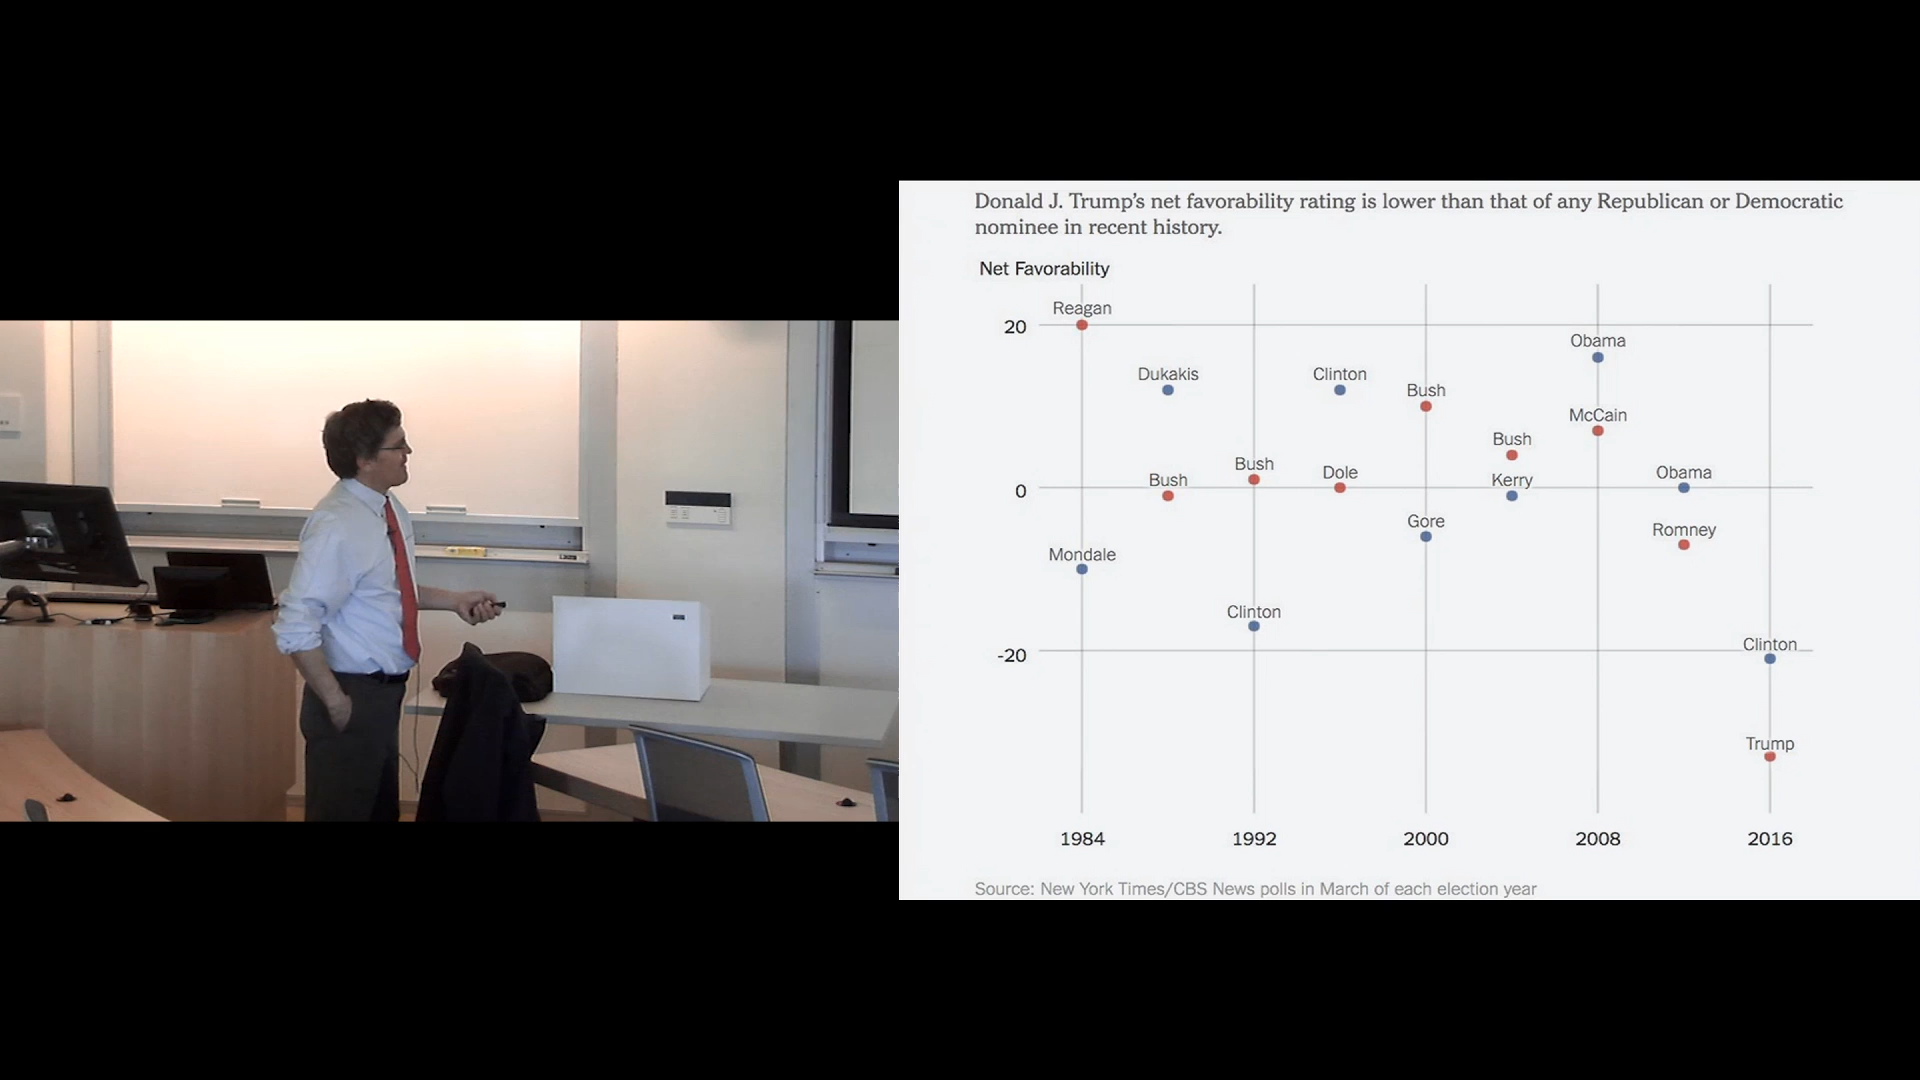 Donald J. Trump's net favorability rating is lower than that of any Republican or Democratic
nominee in recent history.
Net Favorability
Reagan
20
Obama
Dukakis
Clinton
Bush
McCain
Bush
Bush
Dole
Obama
Bush
Kerry
0
Gore
Romney
Mondale
Clinton
Clinton
-20
Trump
1984 1992 2000 2008 2016
Source: New York Times/CBS News polls in March of each election year